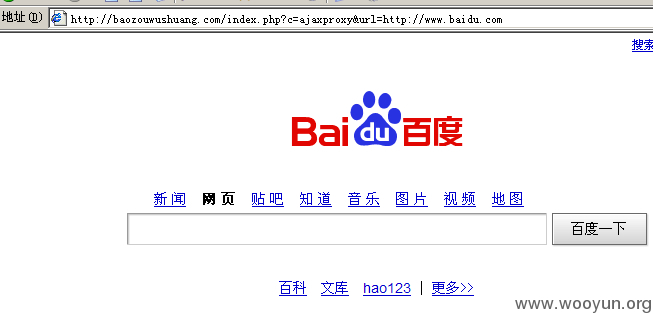 地址(D) http://baozouwushuang.com/index.php?c=ajaxproxy&url=http://www.baidu.com
搜索
Bai du 百度
新闻 网页 贴吧 知道 音乐 图片 视频 地图
百度一下
百科 文库 hao123 | 更多>>
www.wooyun.org